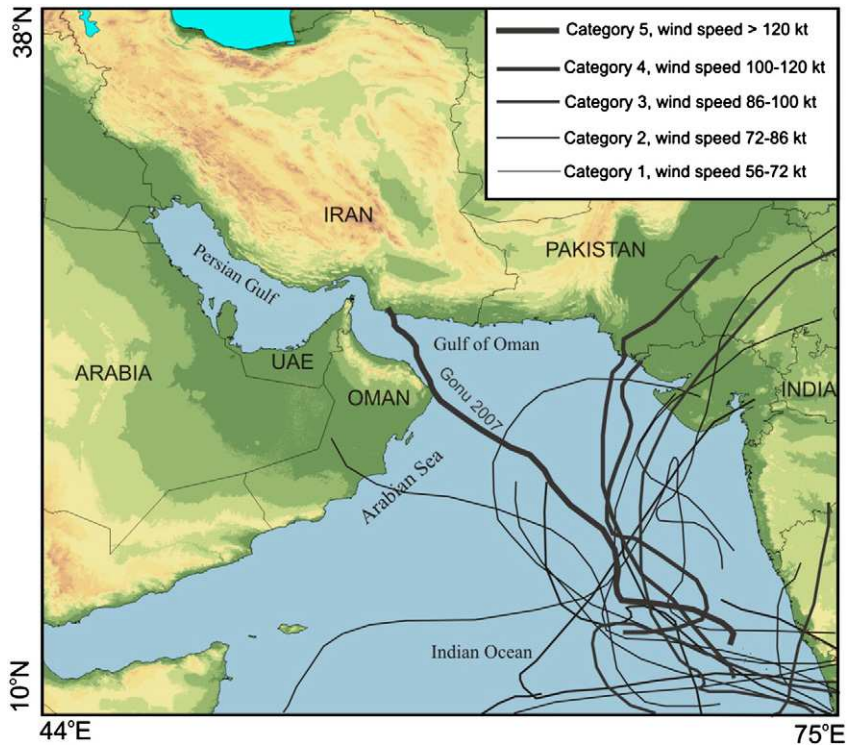 38°N
Category 5, wind speed > 120 kt
Category 4, wind speed 100-120 kt
Category 3, wind speed 86-100 kt
Category 2, wind speed 72-86 kt
Category 1, wind speed 56-72 kt
IRAN
PAKISTAN
Persian Gulf
Gulf of Oman
UAE
ARABIA
OMAN
Gonu 2007
INDIA
Arabian Sea
Indian Ocean
10°N
44°E
75°E